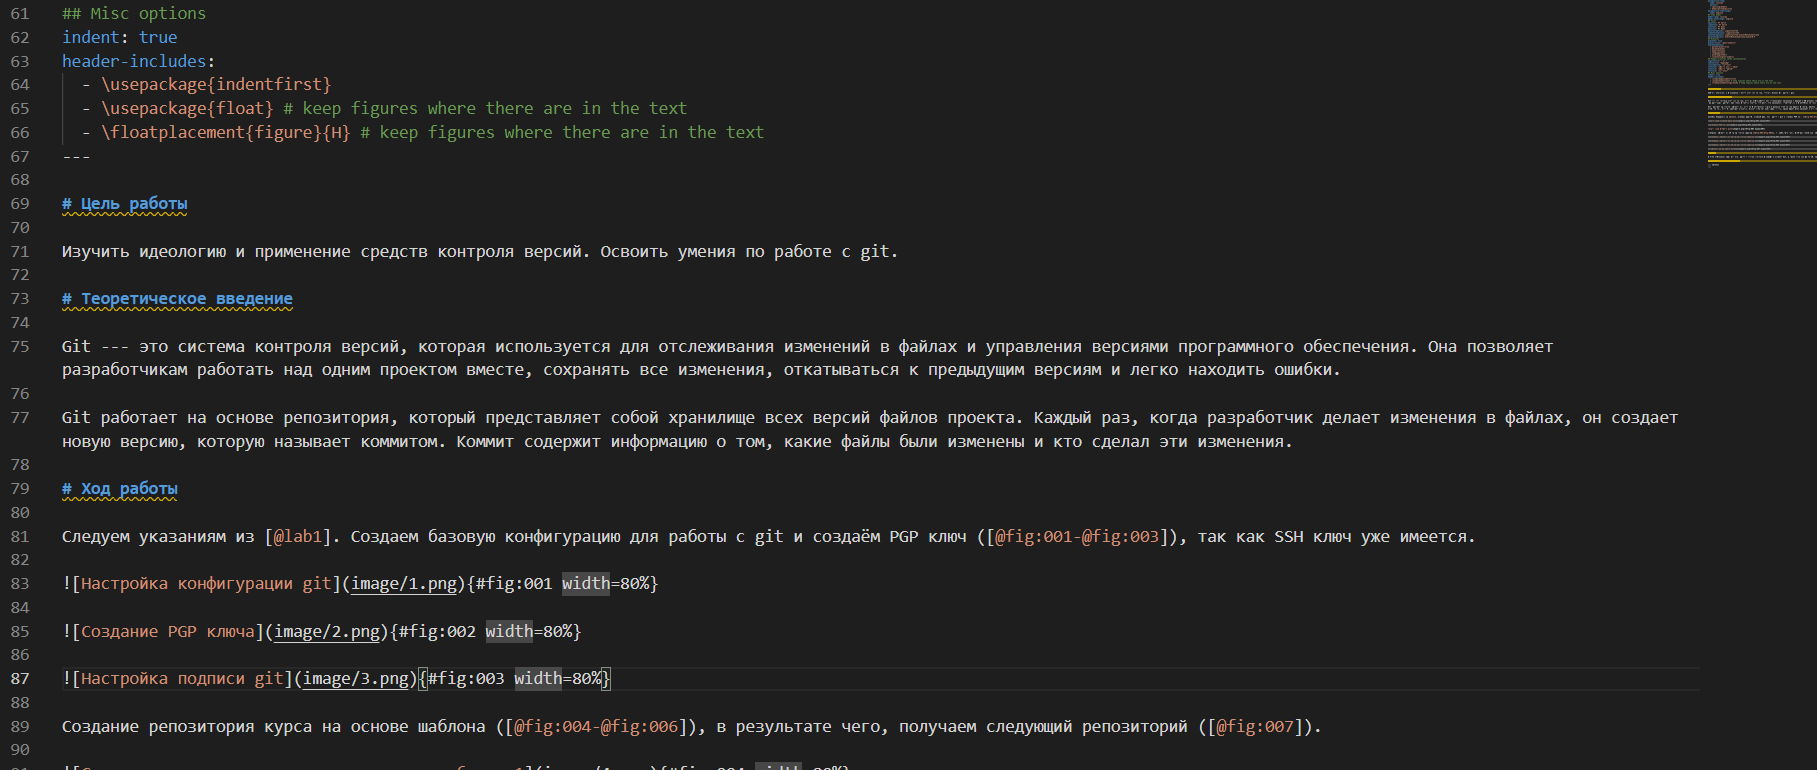 61 ## Misc options
62 indent: true
63 header-includes:
64 - \usepackage{indentfirst}
65 - \usepackage{float} # keep figures where there are in the text
66 - \floatplacement{figure}{H} # keep figures where there are in the text
67 ---
68
69 # Цель работы
70
71 Изучить идеологию и применение средств контроля версий. Освоить умения по работе с git.
72
73 # Теоретическое введение
74
75 Git --- это система контроля версий, которая используется для отслеживания изменений в файлах и управления версиями программного обеспечения. Она позволяет
разработчикам работать над одним проектом вместе, сохранять все изменения, откатываться к предыдущим версиям и легко находить ошибки.
76
77 Git работает на основе репозитория, который представляет собой хранилище всех версий файлов проекта. Каждый раз, когда разработчик делает изменения в файлах, он создает
новую версию, которую называет коммитом. Коммит содержит информацию о том, какие файлы были изменены и кто сделал эти изменения.
78
79 # Ход работы
80
81 Следуем указаниям из [@lab1]. Создаем базовую конфигурацию для работы с git и создаём PGP ключ ([@fig:001-@fig:003]), так как SSH ключ уже имеется.
82
83 ![Настройка конфигурации git](image/1.png){#fig:001 width=80%}
84
85 ![Создание PGP ключа](image/2.png){#fig:002 width=80%}
86
87 ![Настройка подписи git](image/3.png){#fig:003 width=80%}
88
89 Создание репозитория курса на основе шаблона ([@fig:004-@fig:006]), в результате чего, получаем следующий репозиторий ([@fig:007]).
90